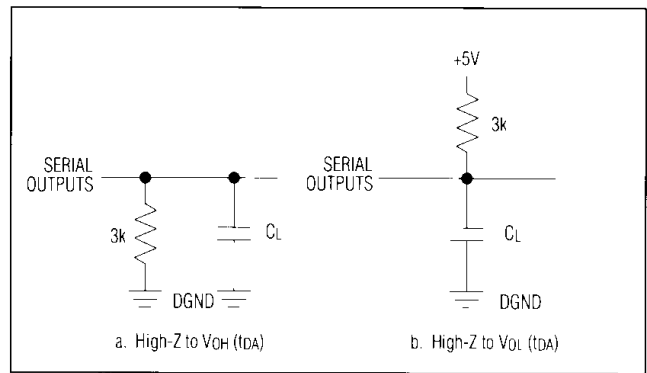 +5V
3k
SERIAL
OUTPUTS
SERIAL
OUTPUTS
3k
CL
CL
DGND
DGND
a. High-Z to VOH (tDA)
b. High-Z to VOL (tDA)